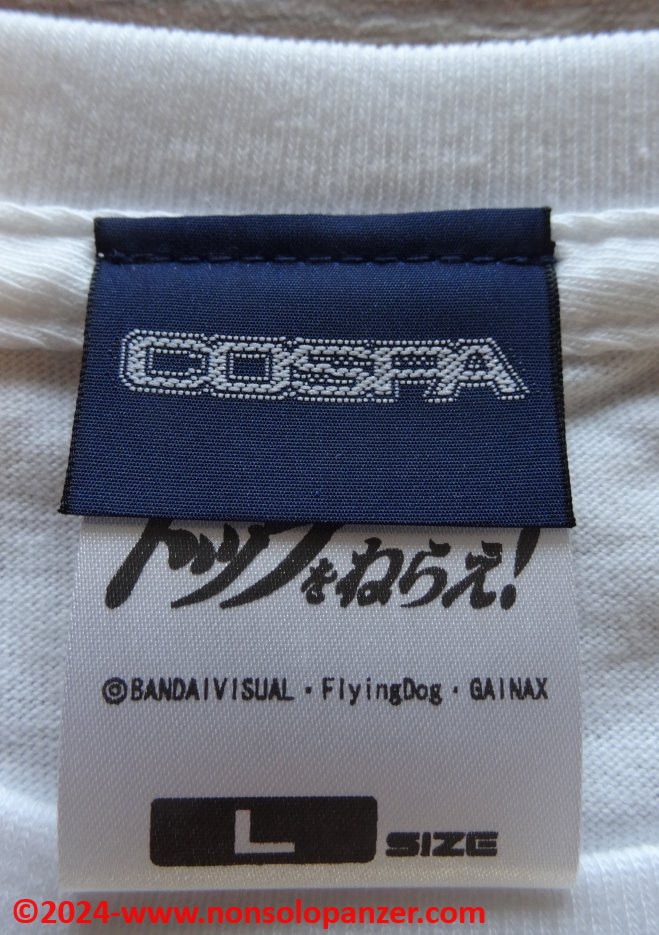 COSPA
トップをねらえ!
©BANDAIVISUAL・FlyingDog・GAINAX
L SIZE
©2024-www.nonsolopanzer.com